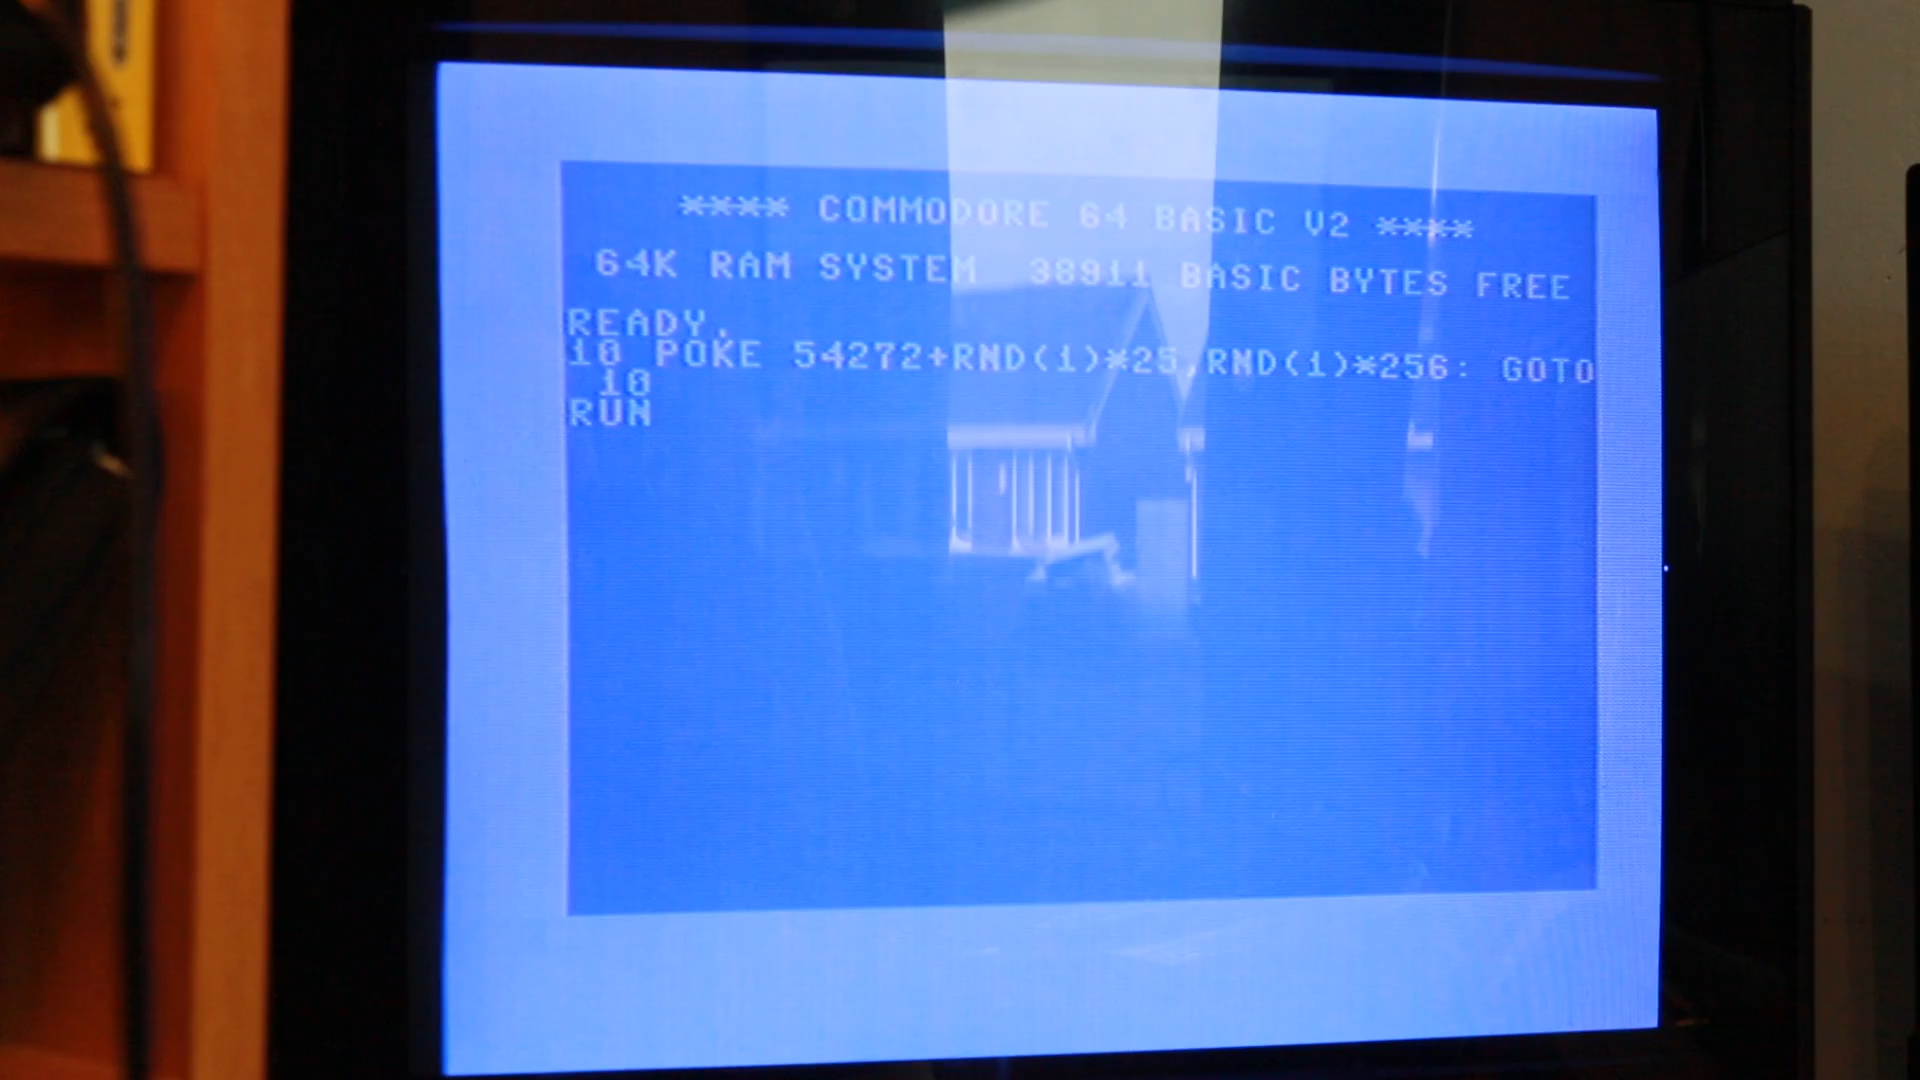 **** COMMODORE 64 BASIC V2 ****
64K RAM SYSTEM  38911 BASIC BYTES FREE
READY.
10 POKE 54272+RND(1)*25,RND(1)*256: GOTO
10
RUN